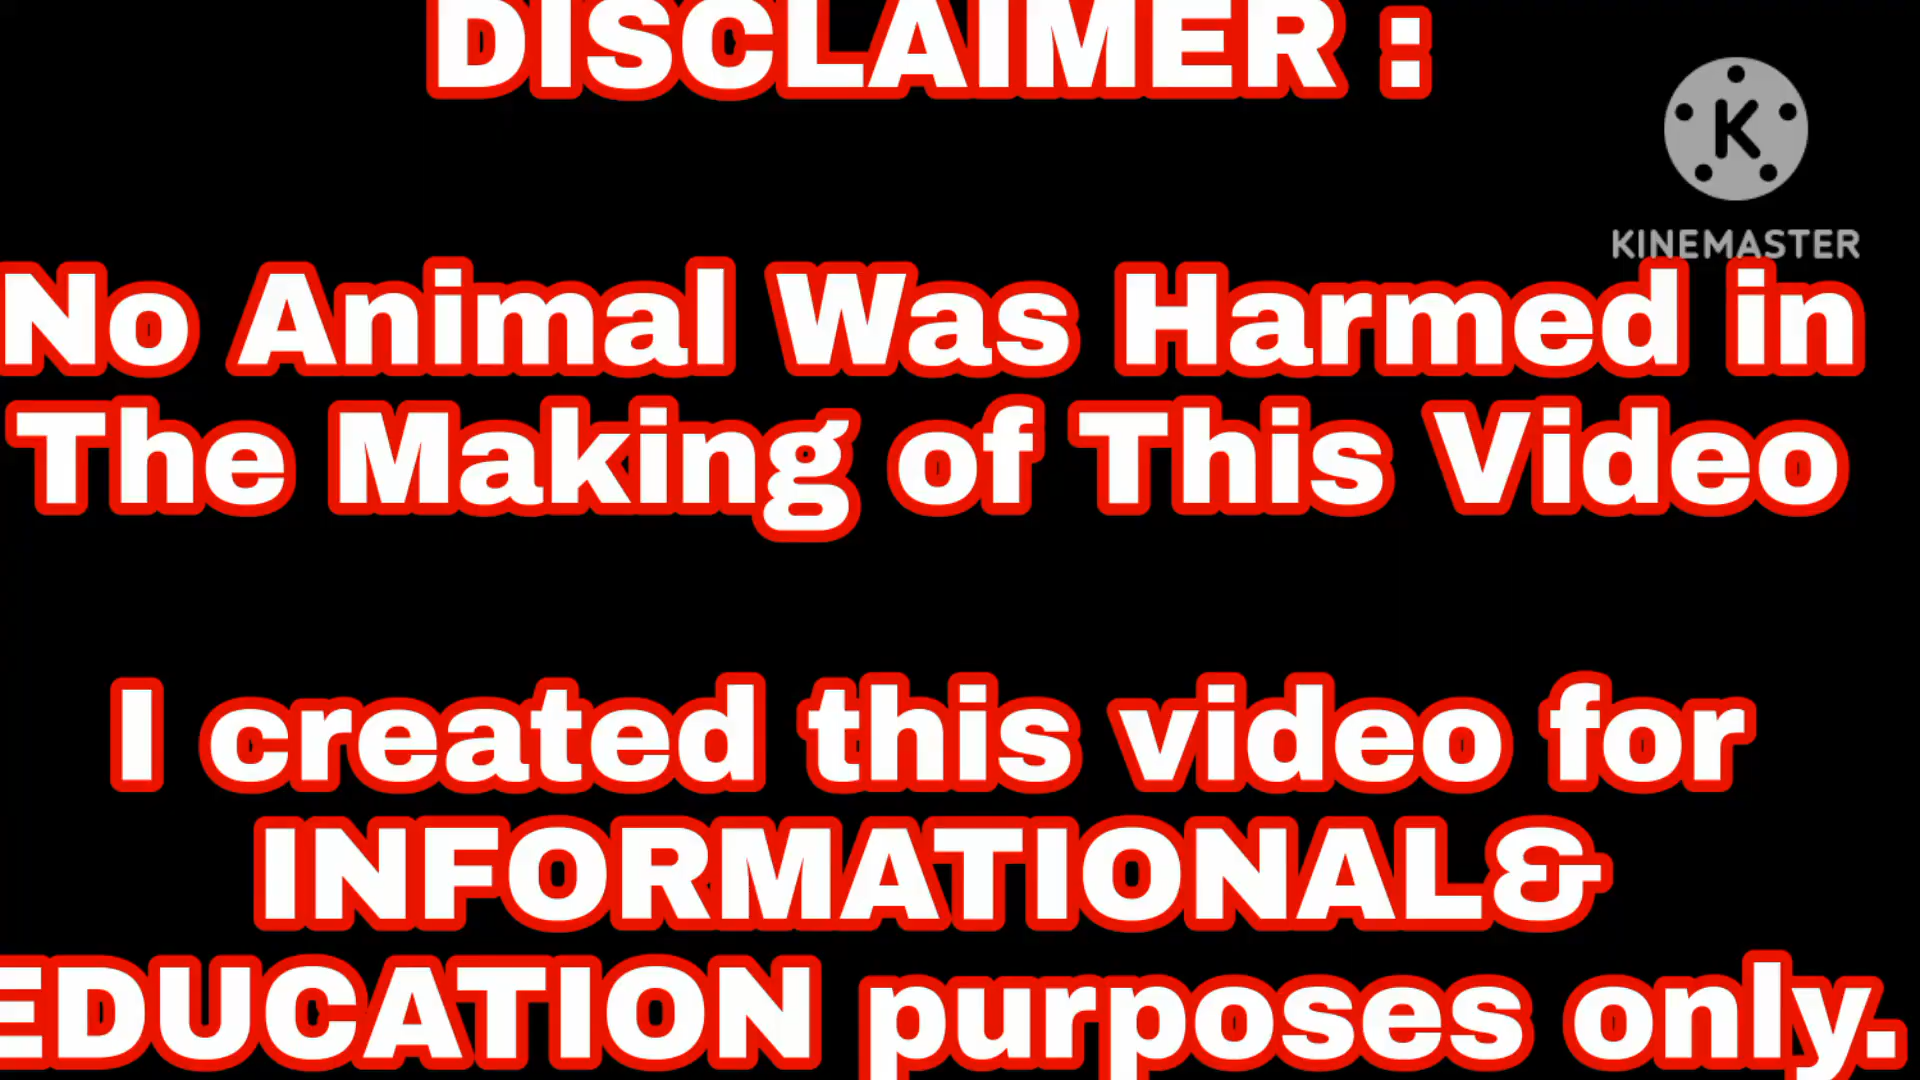 DISCLAIMER :
K
KINEMASTER
No Animal Was Harmed in
The Making of This Video
I created this video for
INFORMATIONAL&
EDUCATION purposes only.